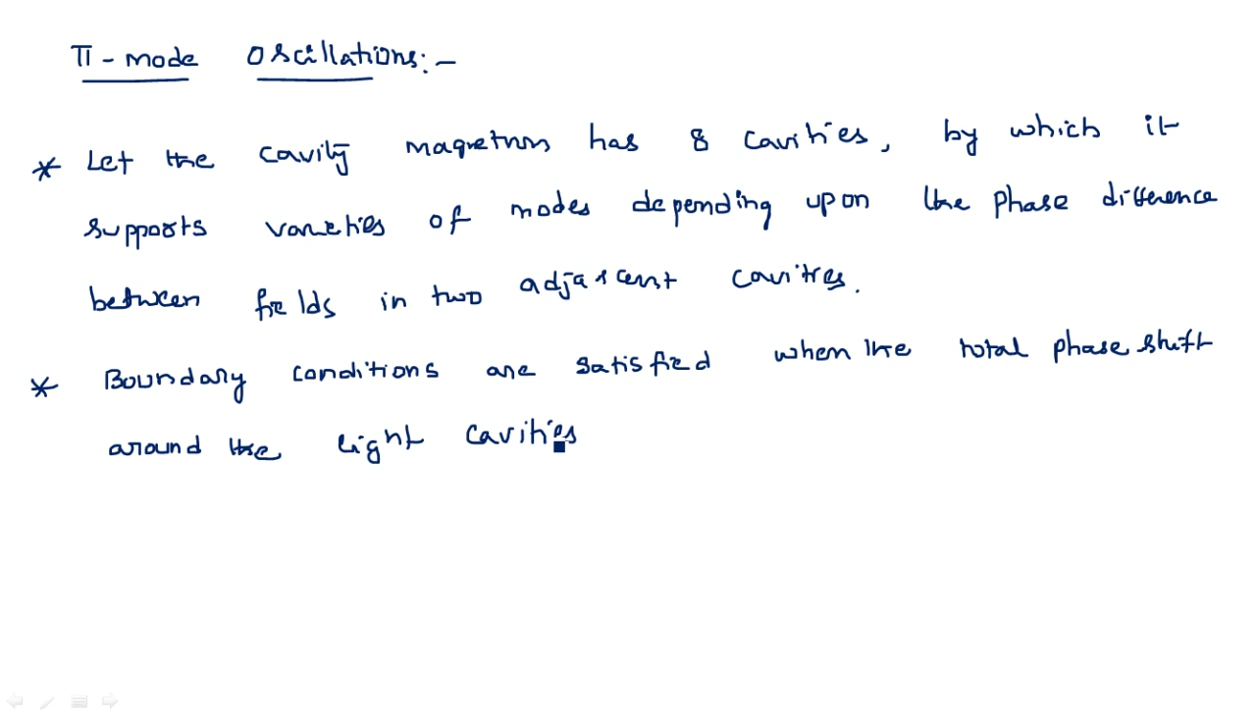 π - mode oscillations:-
* Let the cavity magnetron has 8 cavities, by which it
supports varieties of modes depending upon the phase difference
between fields in two adjascent cavities.
* Boundary conditions are satisfied when the total phase shift
around the eight cavities